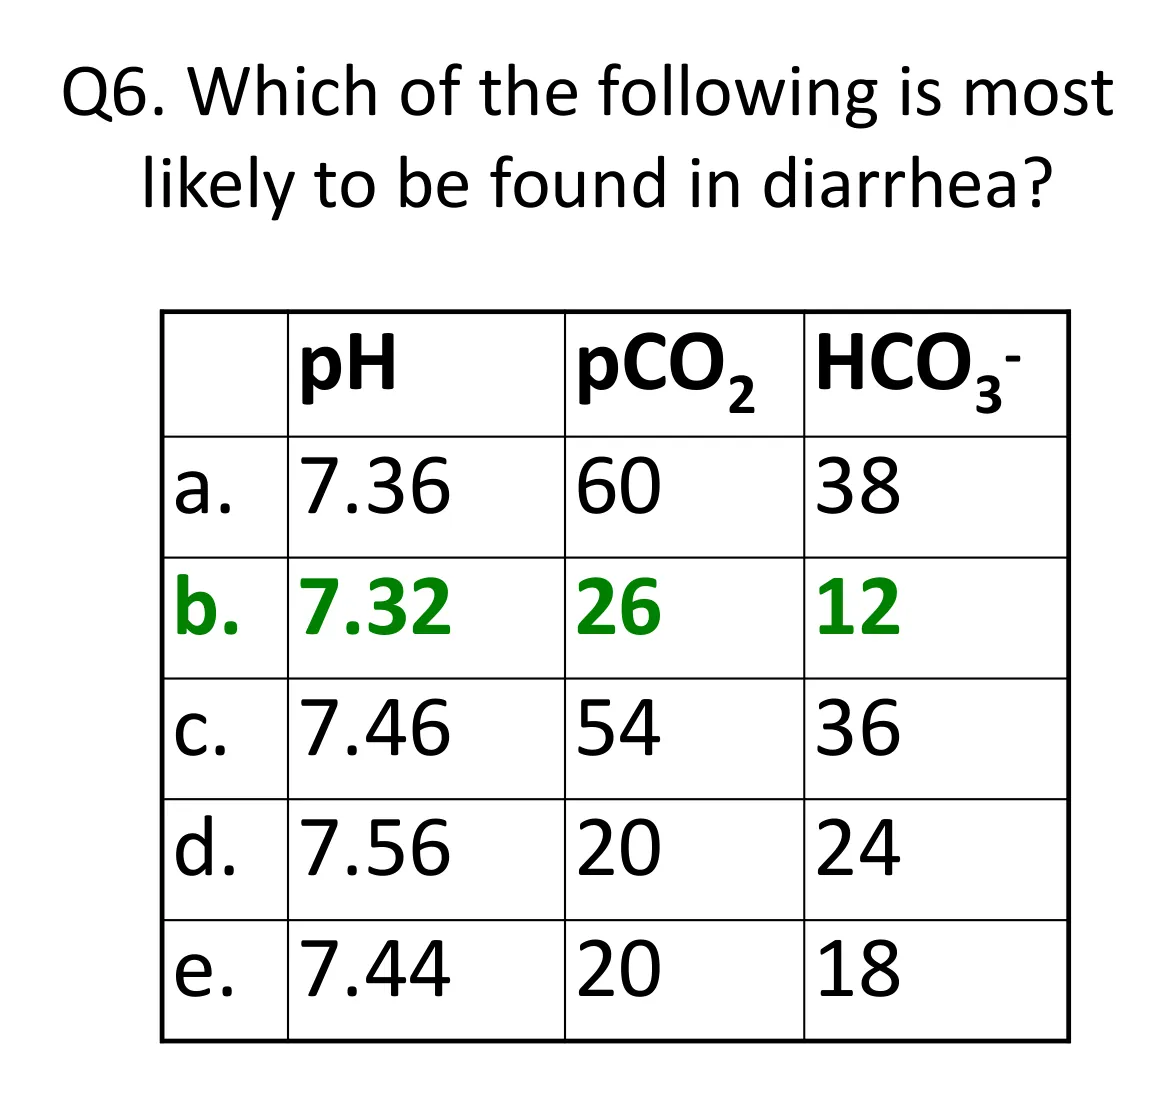 Q6. Which of the following is most
likely to be found in diarrhea?
pH pCO₂ HCO₃⁻
a. 7.36 60 38
b. 7.32 26 12
c. 7.46 54 36
d. 7.56 20 24
e. 7.44 20 18